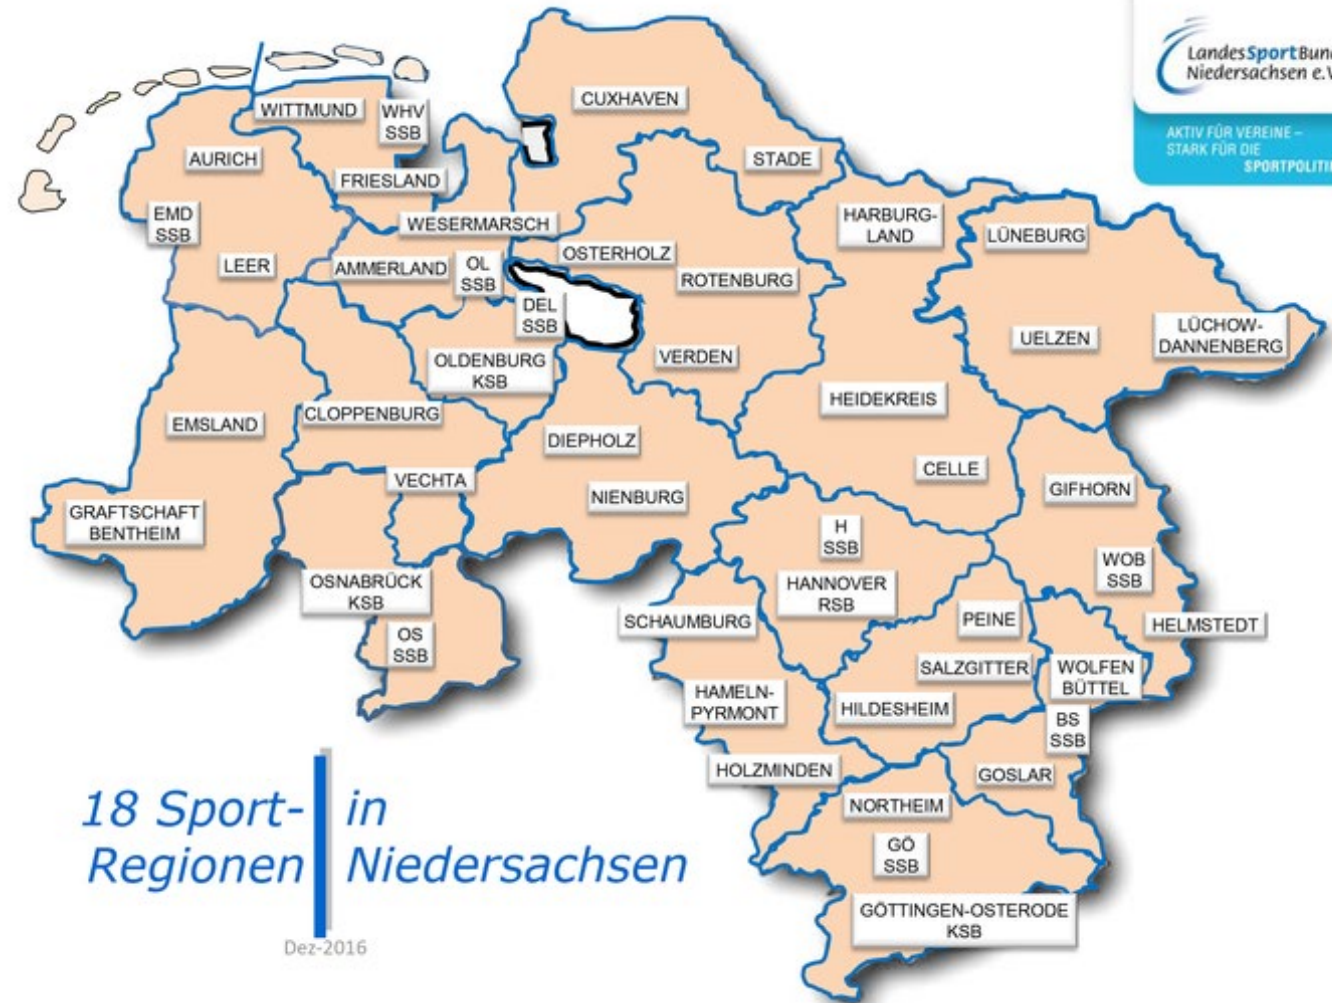 LandesSportBund
Niedersachsen e.V.
AKTIV FÜR VEREINE –
STARK FÜR DIE
SPORTPOLITIK
CUXHAVEN
WITTMUND
WHV
SSB
AURICH
STADE
FRIESLAND
EMD
SSB
WESERMARSCH
HARBURG-
LAND
LÜNEBURG
LEER
AMMERLAND
OL
SSB
OSTERHOLZ
ROTENBURG
DEL
SSB
OLDENBURG
KSB
VERDEN
UELZEN
LÜCHOW-
DANNENBERG
EMSLAND
CLOPPENBURG
HEIDEKREIS
DIEPHOLZ
VECHTA
CELLE
GRAFTSCHAFT
BENTHEIM
NIENBURG
GIFHORN
H
SSB
OSNABRÜCK
KSB
HANNOVER
RSB
WOB
SSB
SCHAUMBURG
PEINE
HELMSTEDT
OS
SSB
SALZGITTER
WOLFEN
BÜTTEL
HAMELN-
PYRMONT
HILDESHEIM
BS
SSB
HOLZMINDEN
GOSLAR
NORTHEIM
GÖ
SSB
GÖTTINGEN-OSTERODE
KSB
18 Sport- in
Regionen Niedersachsen
Dez-2016